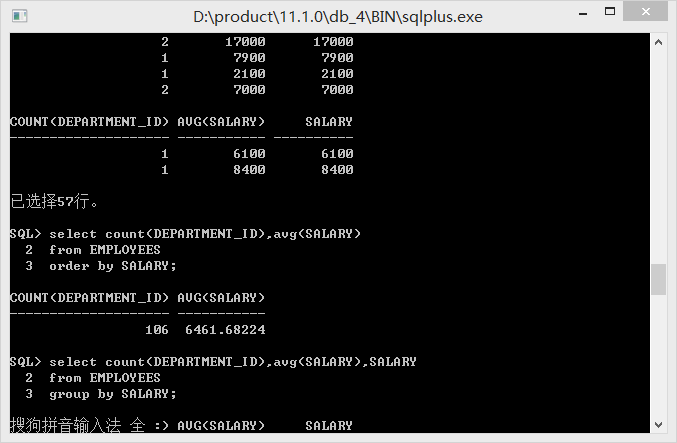 D:\product\11.1.0\db_4\BIN\sqlplus.exe
2 17000 17000
1 7900 7900
1 2100 2100
2 7000 7000
COUNT(DEPARTMENT_ID) AVG(SALARY) SALARY
-------------------- ----------- ----------
1 6100 6100
1 8400 8400
已选择57行。
SQL> select count(DEPARTMENT_ID),avg(SALARY)
2 from EMPLOYEES
3 order by SALARY;
COUNT(DEPARTMENT_ID) AVG(SALARY)
-------------------- -----------
106 6461.68224
SQL> select count(DEPARTMENT_ID),avg(SALARY),SALARY
2 from EMPLOYEES
3 group by SALARY;
搜狗拼音输入法 全 :) AVG(SALARY) SALARY